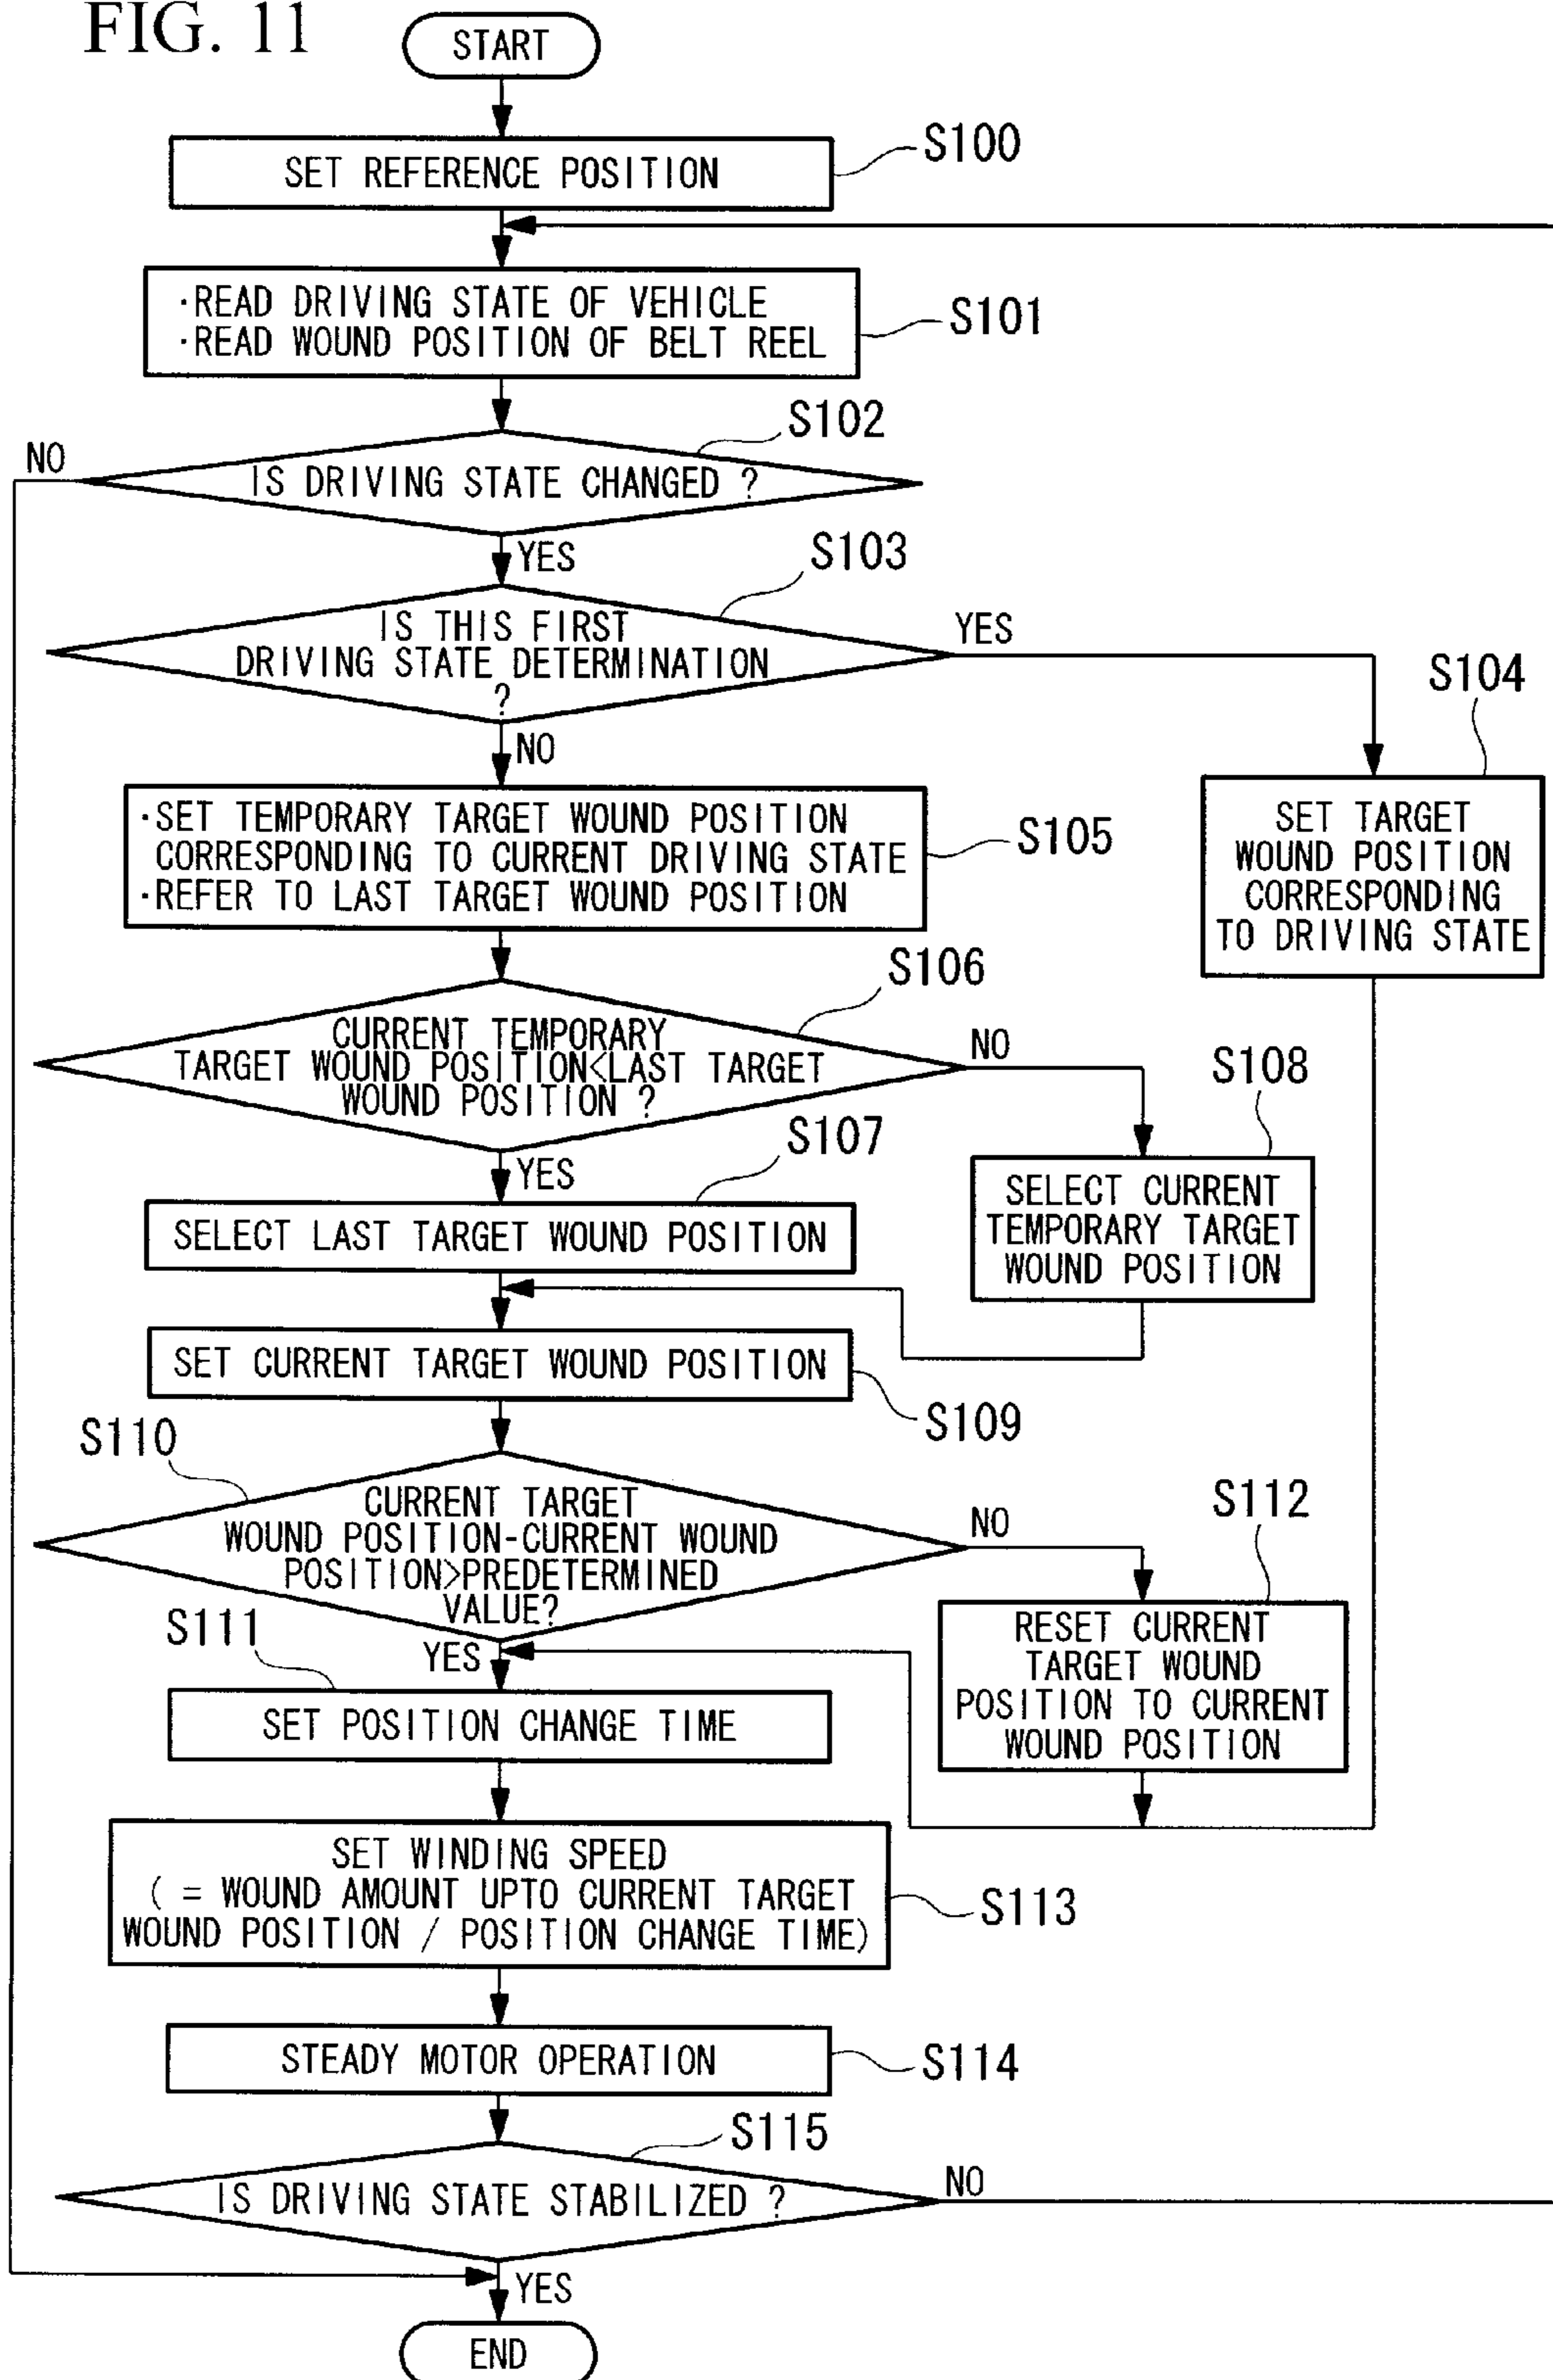 FIG. 11
START
SET REFERENCE POSITION
S100
·READ DRIVING STATE OF VEHICLE
·READ WOUND POSITION OF BELT REEL
S101
S102
NO
IS DRIVING STATE CHANGED ?
YES
S103
IS THIS FIRST
DRIVING STATE DETERMINATION
?
YES
NO
S104
SET TARGET
WOUND POSITION
CORRESPONDING
TO DRIVING STATE
·SET TEMPORARY TARGET WOUND POSITION
CORRESPONDING TO CURRENT DRIVING STATE
·REFER TO LAST TARGET WOUND POSITION
S105
S106
CURRENT TEMPORARY
TARGET WOUND POSITION<LAST TARGET
WOUND POSITION ?
NO
YES
S107
S108
SELECT LAST TARGET WOUND POSITION
SELECT CURRENT
TEMPORARY TARGET
WOUND POSITION
SET CURRENT TARGET WOUND POSITION
S109
S110
CURRENT TARGET
WOUND POSITION-CURRENT WOUND
POSITION>PREDETERMINED
VALUE?
NO
S112
RESET CURRENT
TARGET WOUND
POSITION TO CURRENT
WOUND POSITION
S111
YES
SET POSITION CHANGE TIME
SET WINDING SPEED
( = WOUND AMOUNT UPTO CURRENT TARGET
WOUND POSITION / POSITION CHANGE TIME)
S113
STEADY MOTOR OPERATION
S114
S115
IS DRIVING STATE STABILIZED ?
NO
YES
END